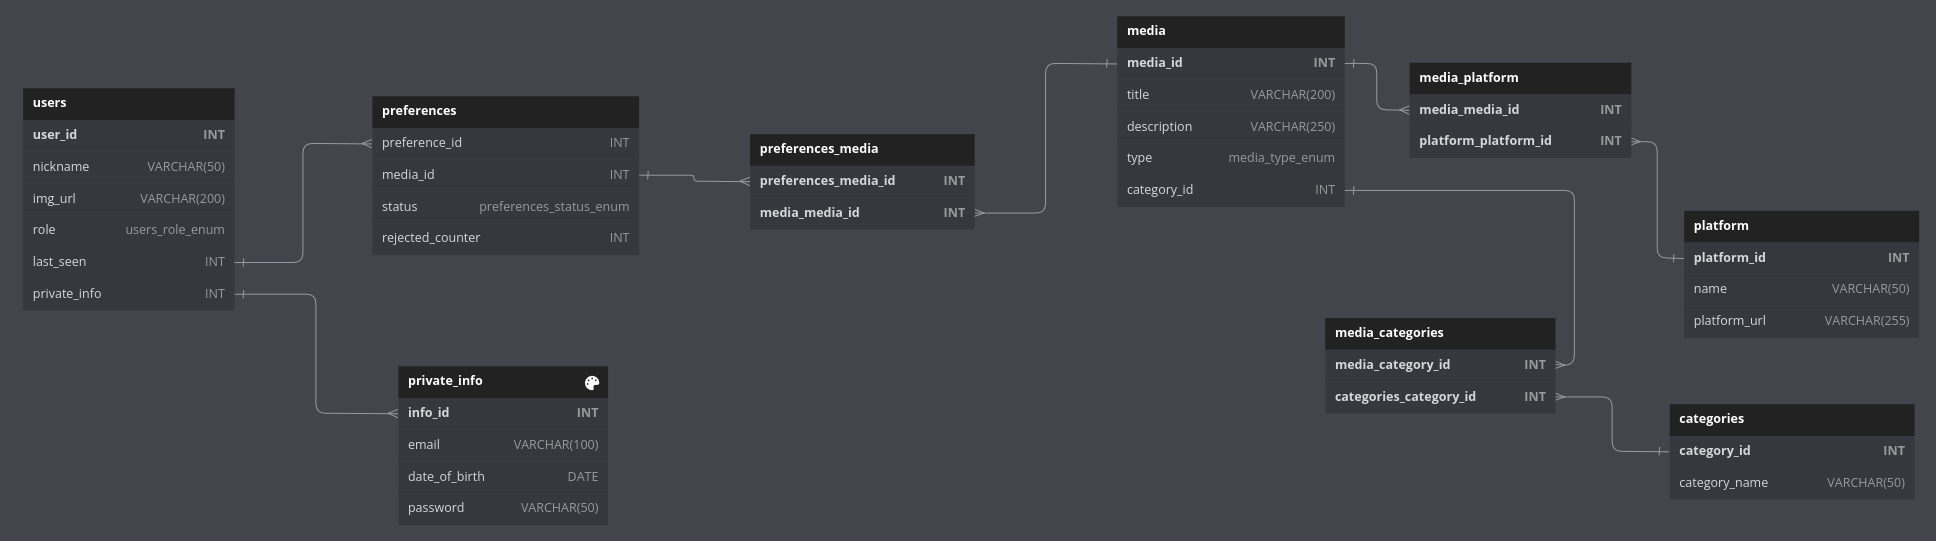 users
user_id INT
nickname VARCHAR(50)
img_url VARCHAR(200)
role users_role_enum
last_seen INT
private_info INT
preferences
preference_id INT
media_id INT
status preferences_status_enum
rejected_counter INT
private_info
info_id INT
email VARCHAR(100)
date_of_birth DATE
password VARCHAR(50)
preferences_media
preferences_media_id INT
media_media_id INT
media
media_id INT
title VARCHAR(200)
description VARCHAR(250)
type media_type_enum
category_id INT
media_platform
media_media_id INT
platform_platform_id INT
platform
platform_id INT
name VARCHAR(50)
platform_url VARCHAR(255)
media_categories
media_category_id INT
categories_category_id INT
categories
category_id INT
category_name VARCHAR(50)